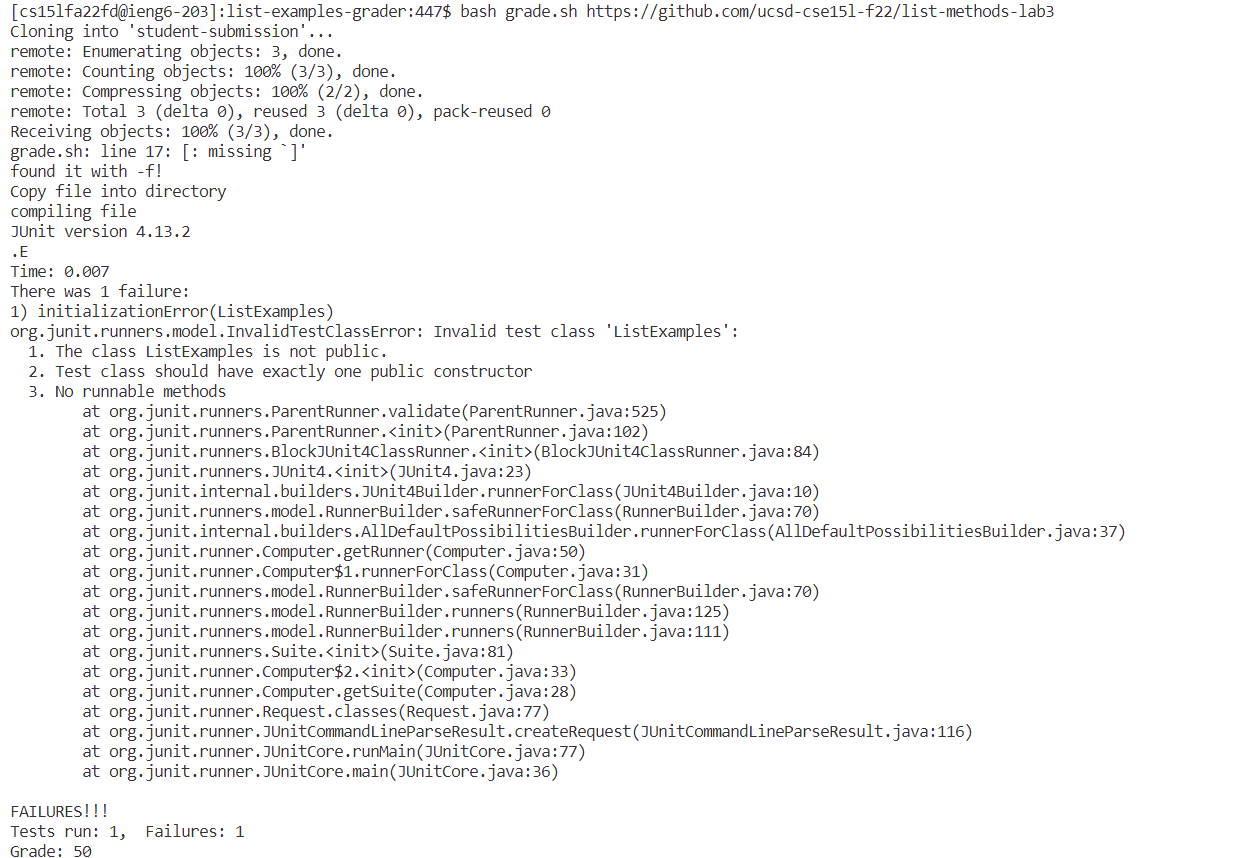 [cs15lfa22fd@ieng6-203]:list-examples-grader:447$ bash grade.sh https://github.com/ucsd-cse15l-f22/list-methods-lab3
Cloning into 'student-submission'...
remote: Enumerating objects: 3, done.
remote: Counting objects: 100% (3/3), done.
remote: Compressing objects: 100% (2/2), done.
remote: Total 3 (delta 0), reused 3 (delta 0), pack-reused 0
Receiving objects: 100% (3/3), done.
grade.sh: line 17: [: missing `]'
found it with -f!
Copy file into directory
compiling file
JUnit version 4.13.2
.E
Time: 0.007
There was 1 failure:
1) initializationError(ListExamples)
org.junit.runners.model.InvalidTestClassError: Invalid test class 'ListExamples':
  1. The class ListExamples is not public.
  2. Test class should have exactly one public constructor
  3. No runnable methods
        at org.junit.runners.ParentRunner.validate(ParentRunner.java:525)
        at org.junit.runners.ParentRunner.<init>(ParentRunner.java:102)
        at org.junit.runners.BlockJUnit4ClassRunner.<init>(BlockJUnit4ClassRunner.java:84)
        at org.junit.runners.JUnit4.<init>(JUnit4.java:23)
        at org.junit.internal.builders.JUnit4Builder.runnerForClass(JUnit4Builder.java:10)
        at org.junit.runners.model.RunnerBuilder.safeRunnerForClass(RunnerBuilder.java:70)
        at org.junit.internal.builders.AllDefaultPossibilitiesBuilder.runnerForClass(AllDefaultPossibilitiesBuilder.java:37)
        at org.junit.runner.Computer.getRunner(Computer.java:50)
        at org.junit.runner.Computer$1.runnerForClass(Computer.java:31)
        at org.junit.runners.model.RunnerBuilder.safeRunnerForClass(RunnerBuilder.java:70)
        at org.junit.runners.model.RunnerBuilder.runners(RunnerBuilder.java:125)
        at org.junit.runners.model.RunnerBuilder.runners(RunnerBuilder.java:111)
        at org.junit.runners.Suite.<init>(Suite.java:81)
        at org.junit.runner.Computer$2.<init>(Computer.java:33)
        at org.junit.runner.Computer.getSuite(Computer.java:28)
        at org.junit.runner.Request.classes(Request.java:77)
        at org.junit.runner.JUnitCommandLineParseResult.createRequest(JUnitCommandLineParseResult.java:116)
        at org.junit.runner.JUnitCore.runMain(JUnitCore.java:77)
        at org.junit.runner.JUnitCore.main(JUnitCore.java:36)

FAILURES!!!
Tests run: 1,  Failures: 1
Grade: 50